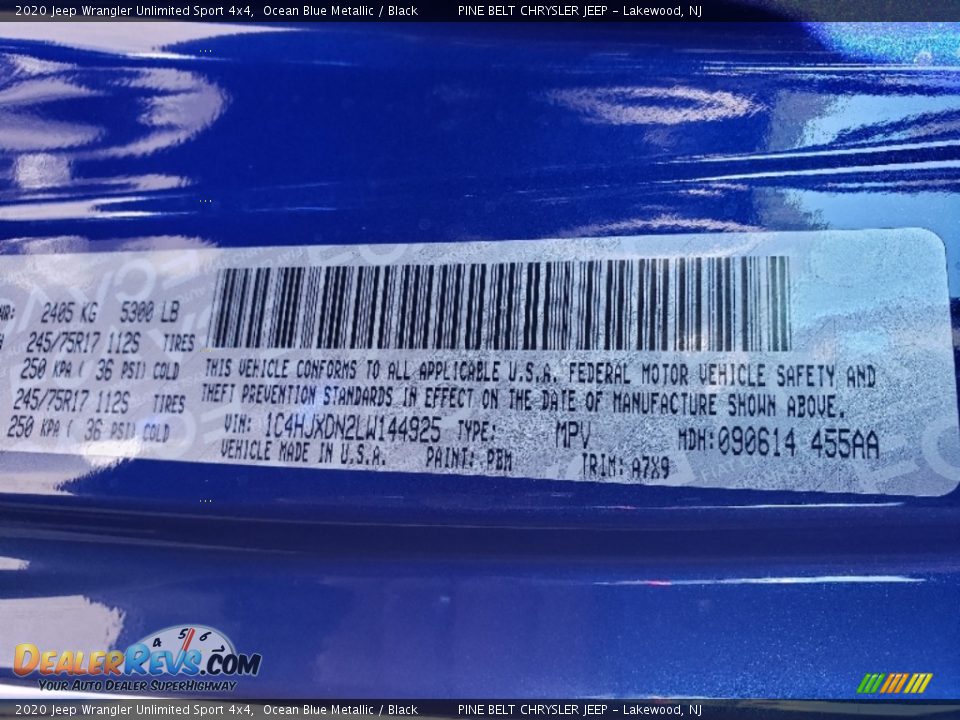 2020 Jeep Wrangler Unlimited Sport 4x4,  Ocean Blue Metallic / Black     PINE BELT CHRYSLER JEEP - Lakewood, NJ
2405 KG  5300 LB
245/75R17 112S  TIRES
250 KPA ( 36 PSI) COLD
245/75R17 112S  TIRES
250 KPA ( 36 PSI) COLD
THIS VEHICLE CONFORMS TO ALL APPLICABLE U.S.A. FEDERAL MOTOR VEHICLE SAFETY AND
THEFT PREVENTION STANDARDS IN EFFECT ON THE DATE OF MANUFACTURE SHOWN ABOVE.
VIN: 1C4HJXDN2LW144925 TYPE: MPV MDH:090614 455AA
VEHICLE MADE IN U.S.A. PAINT: PBM TRIM: A7X9
4 5 6
DEALERREVS.COM
YOUR AUTO DEALER SUPERHIGHWAY
2020 Jeep Wrangler Unlimited Sport 4x4,  Ocean Blue Metallic / Black     PINE BELT CHRYSLER JEEP - Lakewood, NJ